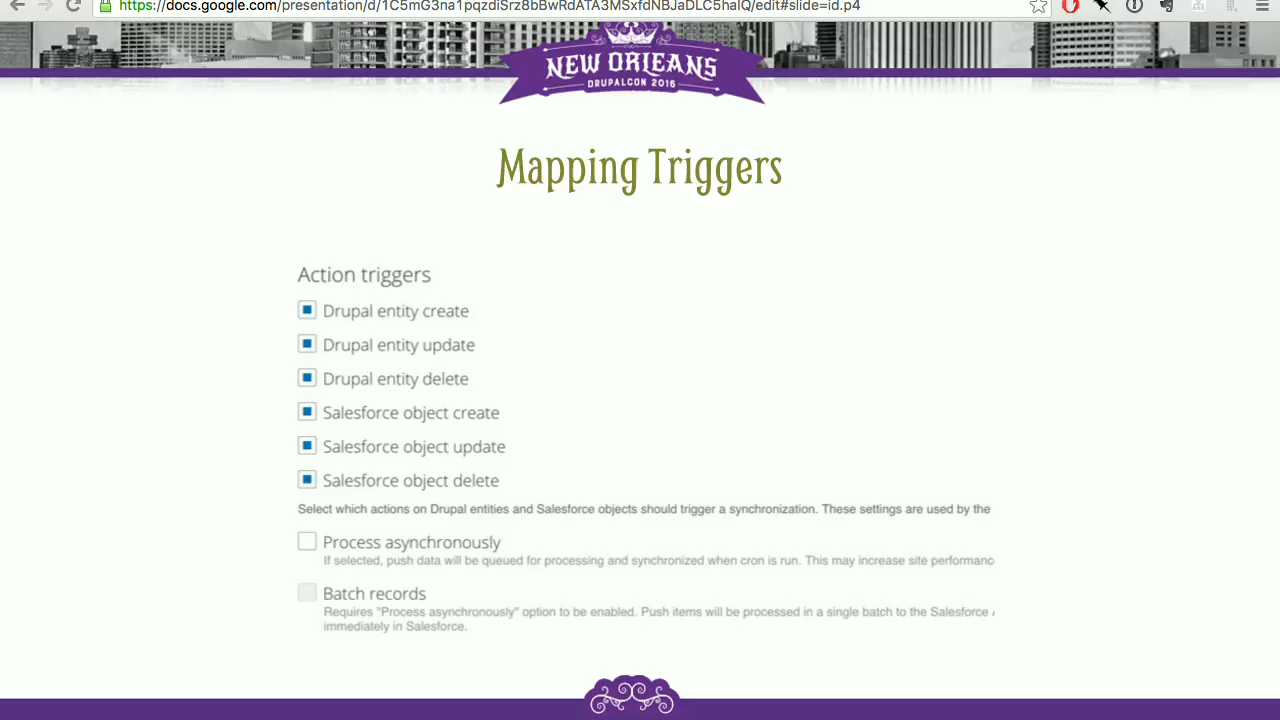 https://docs.google.com/presentation/d/1C5mG3na1pqzdiSrz8bBwRdATA3MSxfdNBJaDLC5halQ/edit#slide=id.p4
NEW ORLEANS
DRUPALCON 2016
Mapping Triggers
Action triggers
Drupal entity create
Drupal entity update
Drupal entity delete
Salesforce object create
Salesforce object update
Salesforce object delete
Select which actions on Drupal entities and Salesforce objects should trigger a synchronization. These settings are used by the
Process asynchronously
If selected, push data will be queued for processing and synchronized when cron is run. This may increase site performanc
Batch records
Requires "Process asynchronously" option to be enabled. Push items will be processed in a single batch to the Salesforce
immediately in Salesforce.